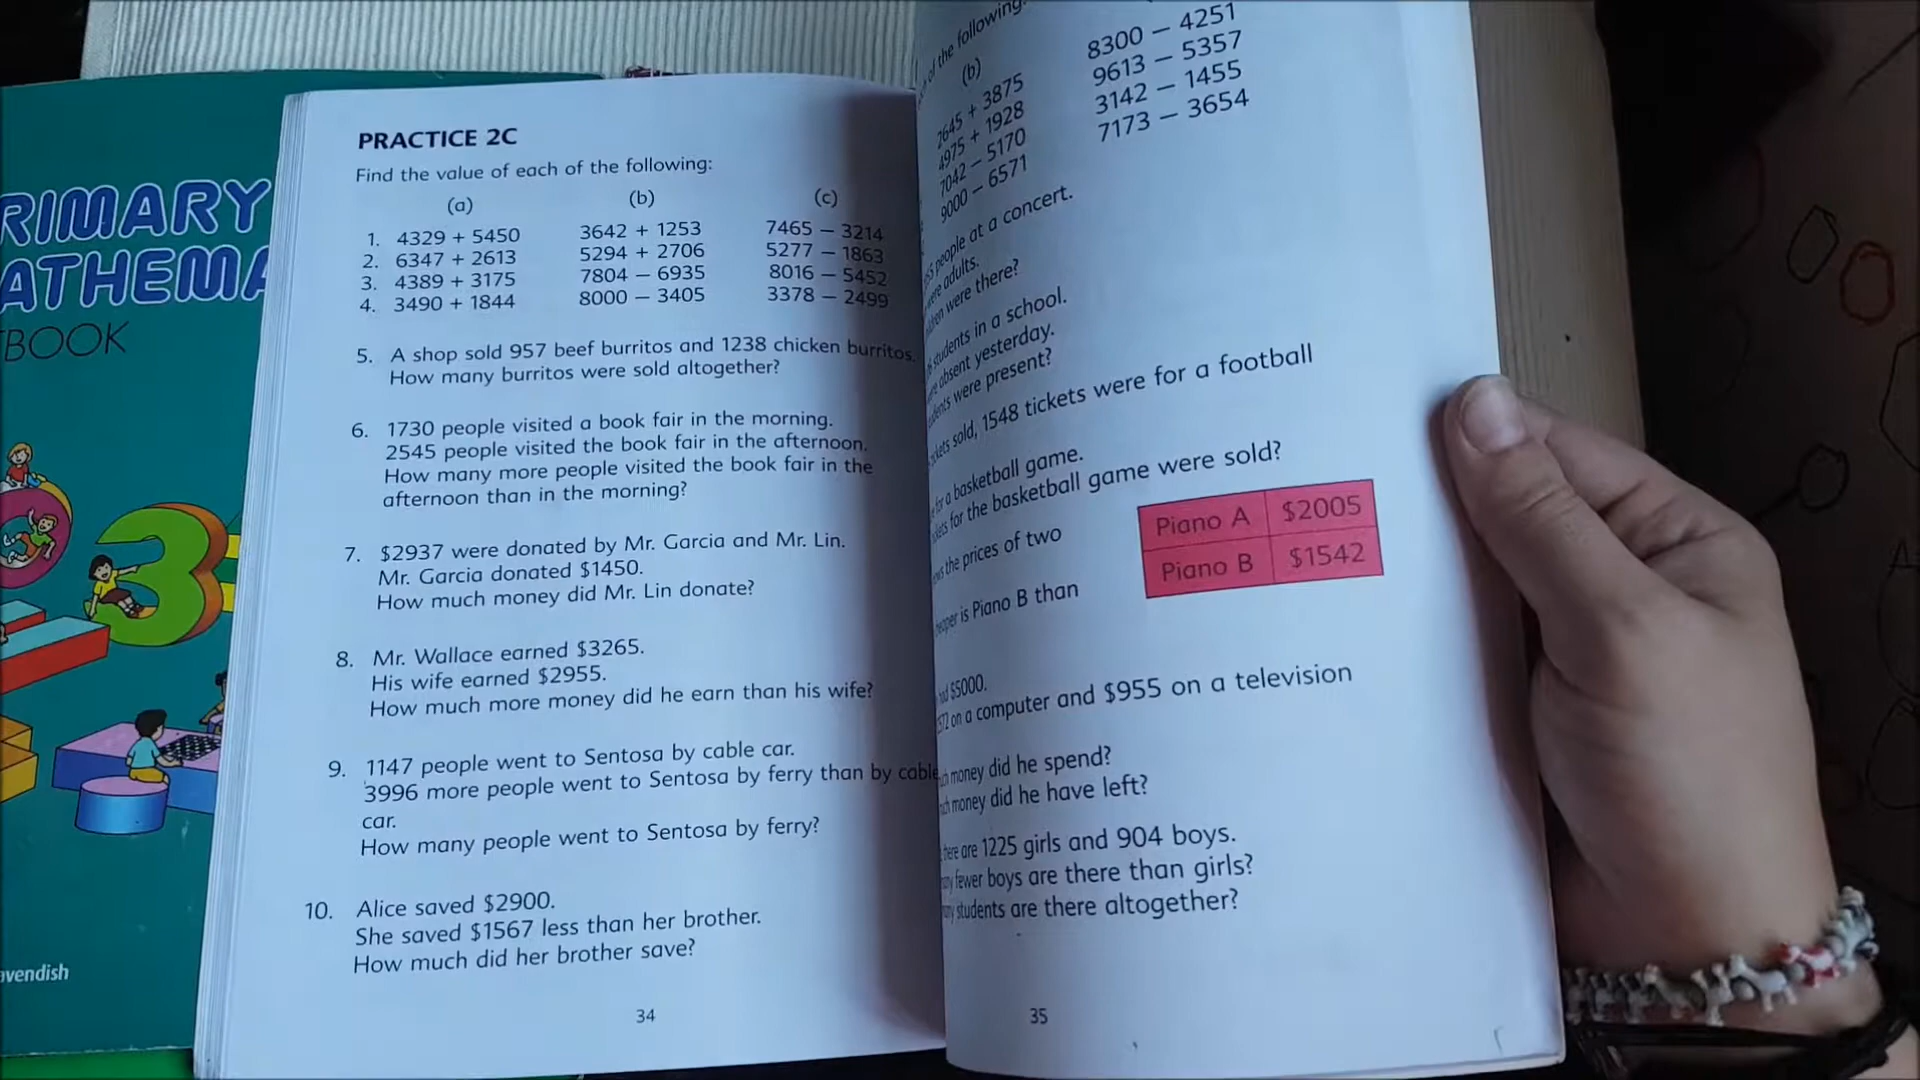 RIMARY
ATHEMA
BOOK
avendish
PRACTICE 2C
Find the value of each of the following:
(a) (b) (c)
1. 4329 + 5450 3642 + 1253 7465 − 3214
2. 6347 + 2613 5294 + 2706 5277 − 1863
3. 4389 + 3175 7804 − 6935 8016 − 5452
4. 3490 + 1844 8000 − 3405 3378 − 2499
5. A shop sold 957 beef burritos and 1238 chicken burritos.
How many burritos were sold altogether?
6. 1730 people visited a book fair in the morning.
2545 people visited the book fair in the afternoon.
How many more people visited the book fair in the
afternoon than in the morning?
7. $2937 were donated by Mr. Garcia and Mr. Lin.
Mr. Garcia donated $1450.
How much money did Mr. Lin donate?
8. Mr. Wallace earned $3265.
His wife earned $2955.
How much more money did he earn than his wife?
9. 1147 people went to Sentosa by cable car.
3996 more people went to Sentosa by ferry than by cable
car.
How many people went to Sentosa by ferry?
10. Alice saved $2900.
She saved $1567 less than her brother.
How much did her brother save?
34
of the following:
(b)
2645 + 3875 8300 − 4251
4975 + 1928 9613 − 5357
7042 − 5170 3142 − 1455
9000 − 6571 7173 − 3654
people at a concert.
were adults.
were there?
students in a school.
absent yesterday.
were present?
sold, 1548 tickets were for a football
for a basketball game.
for the basketball game were sold?
the prices of two
is Piano B than
Piano A $2005
Piano B $1542
$5000.
on a computer and $955 on a television
money did he spend?
money did he have left?
there are 1225 girls and 904 boys.
fewer boys are there than girls?
students are there altogether?
35